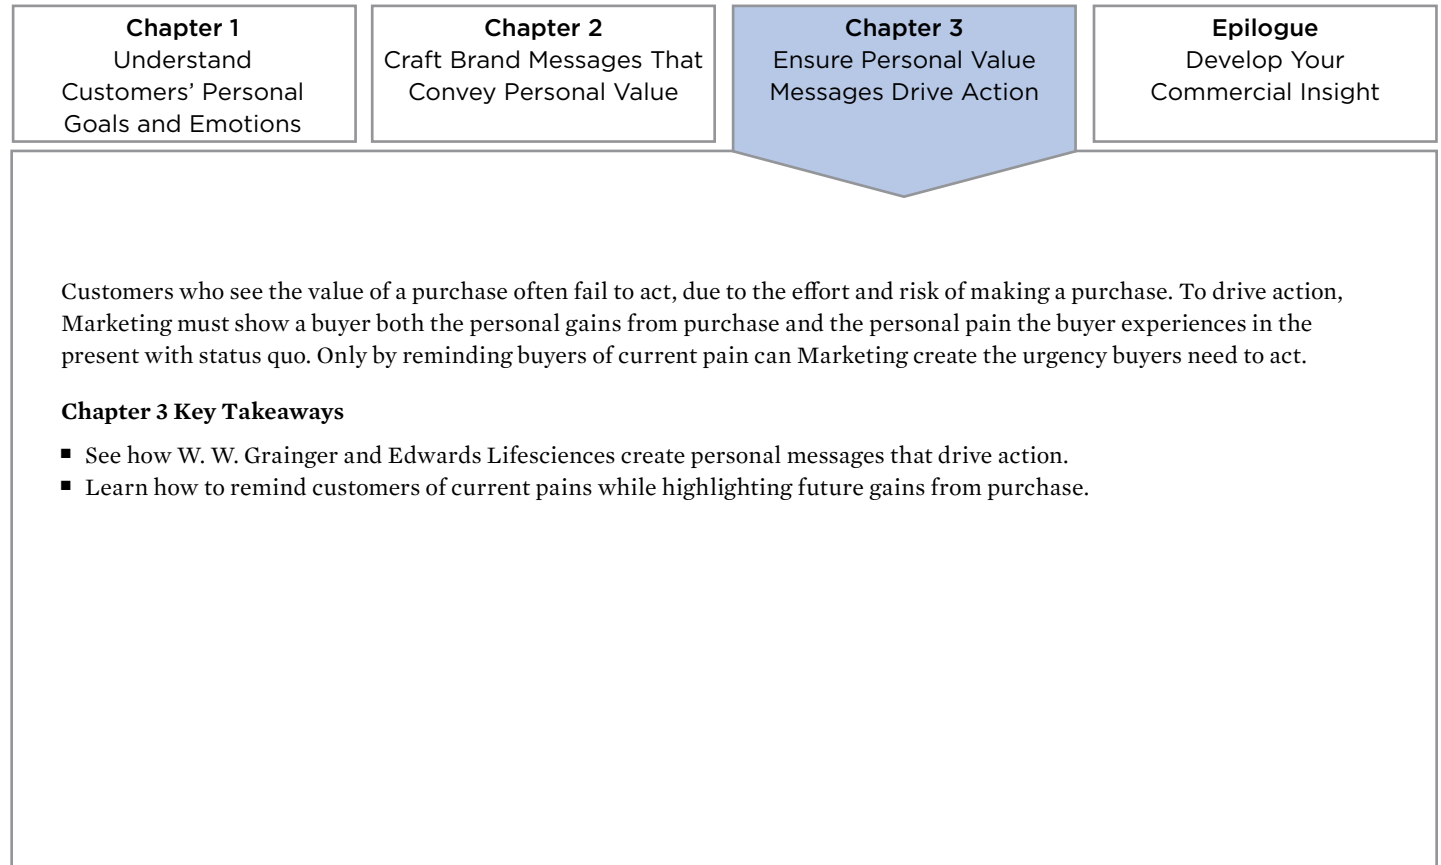 Chapter 1
Understand
Customers’ Personal
Goals and Emotions
Chapter 2
Craft Brand Messages That
Convey Personal Value
Chapter 3
Ensure Personal Value
Messages Drive Action
Epilogue
Develop Your
Commercial Insight
Customers who see the value of a purchase often fail to act, due to the effort and risk of making a purchase. To drive action,
Marketing must show a buyer both the personal gains from purchase and the personal pain the buyer experiences in the
present with status quo. Only by reminding buyers of current pain can Marketing create the urgency buyers need to act.
Chapter 3 Key Takeaways
■ See how W. W. Grainger and Edwards Lifesciences create personal messages that drive action.
■ Learn how to remind customers of current pains while highlighting future gains from purchase.